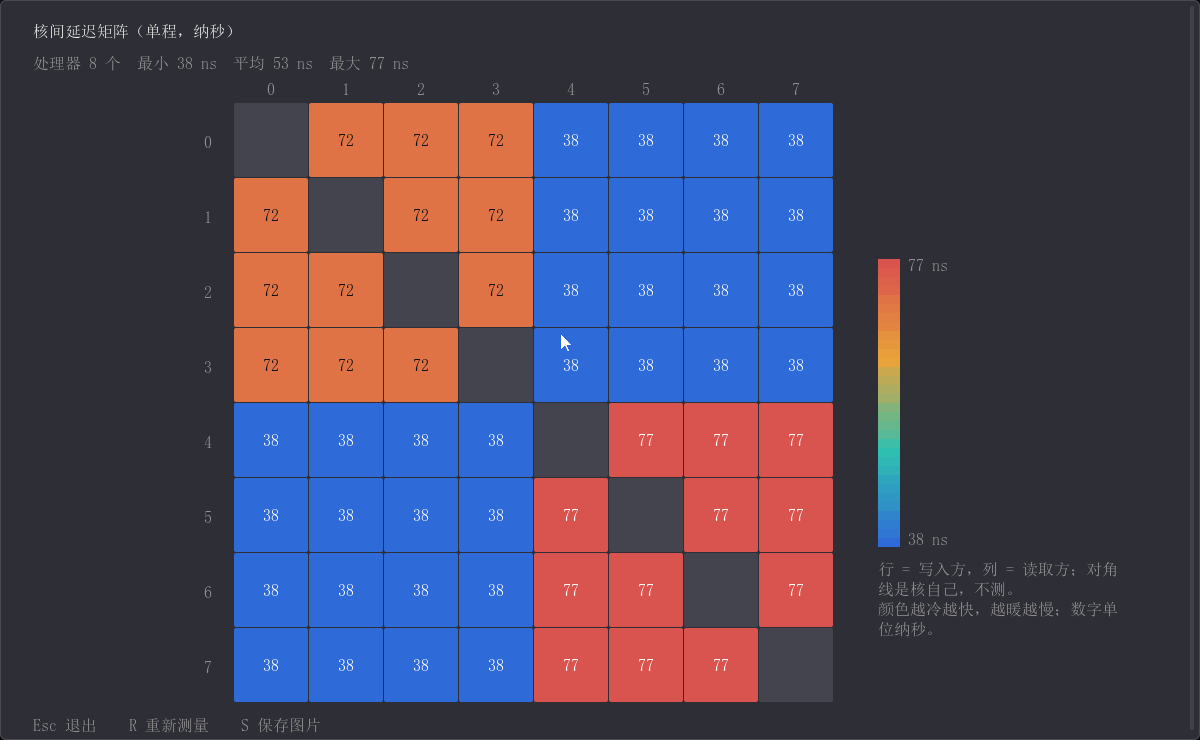 核间延迟矩阵（单程，纳秒）
处理器 8 个  最小 38 ns  平均 53 ns  最大 77 ns
0 1 2 3 4 5 6 7
0 72 72 72 38 38 38 38
1 72 72 72 38 38 38 38
2 72 72 72 38 38 38 38
3 72 72 72 38 38 38 38
4 38 38 38 38 77 77 77
5 38 38 38 38 77 77 77
6 38 38 38 38 77 77 77
7 38 38 38 38 77 77 77
77 ns
38 ns
行 = 写入方，列 = 读取方；对角
线是核自己，不测。
颜色越冷越快，越暖越慢；数字单
位纳秒。
Esc 退出  R 重新测量  S 保存图片